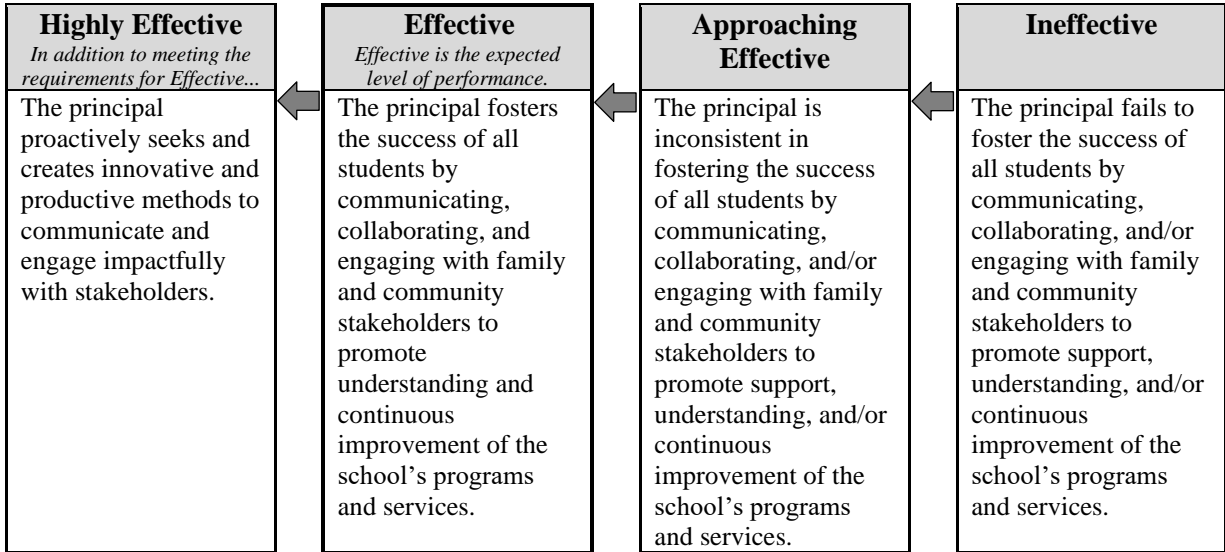 Highly Effective
In addition to meeting the
requirements for Effective...
The principal
proactively seeks and
creates innovative and
productive methods to
communicate and
engage impactfully
with stakeholders.
Effective
Effective is the expected
level of performance.
The principal fosters
the success of all
students by
communicating,
collaborating, and
engaging with family
and community
stakeholders to
promote
understanding and
continuous
improvement of the
school’s programs
and services.
Approaching
Effective
The principal is
inconsistent in
fostering the success
of all students by
communicating,
collaborating, and/or
engaging with family
and community
stakeholders to
promote support,
understanding, and/or
continuous
improvement of the
school’s programs
and services.
Ineffective
The principal fails to
foster the success of
all students by
communicating,
collaborating, and/or
engaging with family
and community
stakeholders to
promote support,
understanding, and/or
continuous
improvement of the
school’s programs
and services.